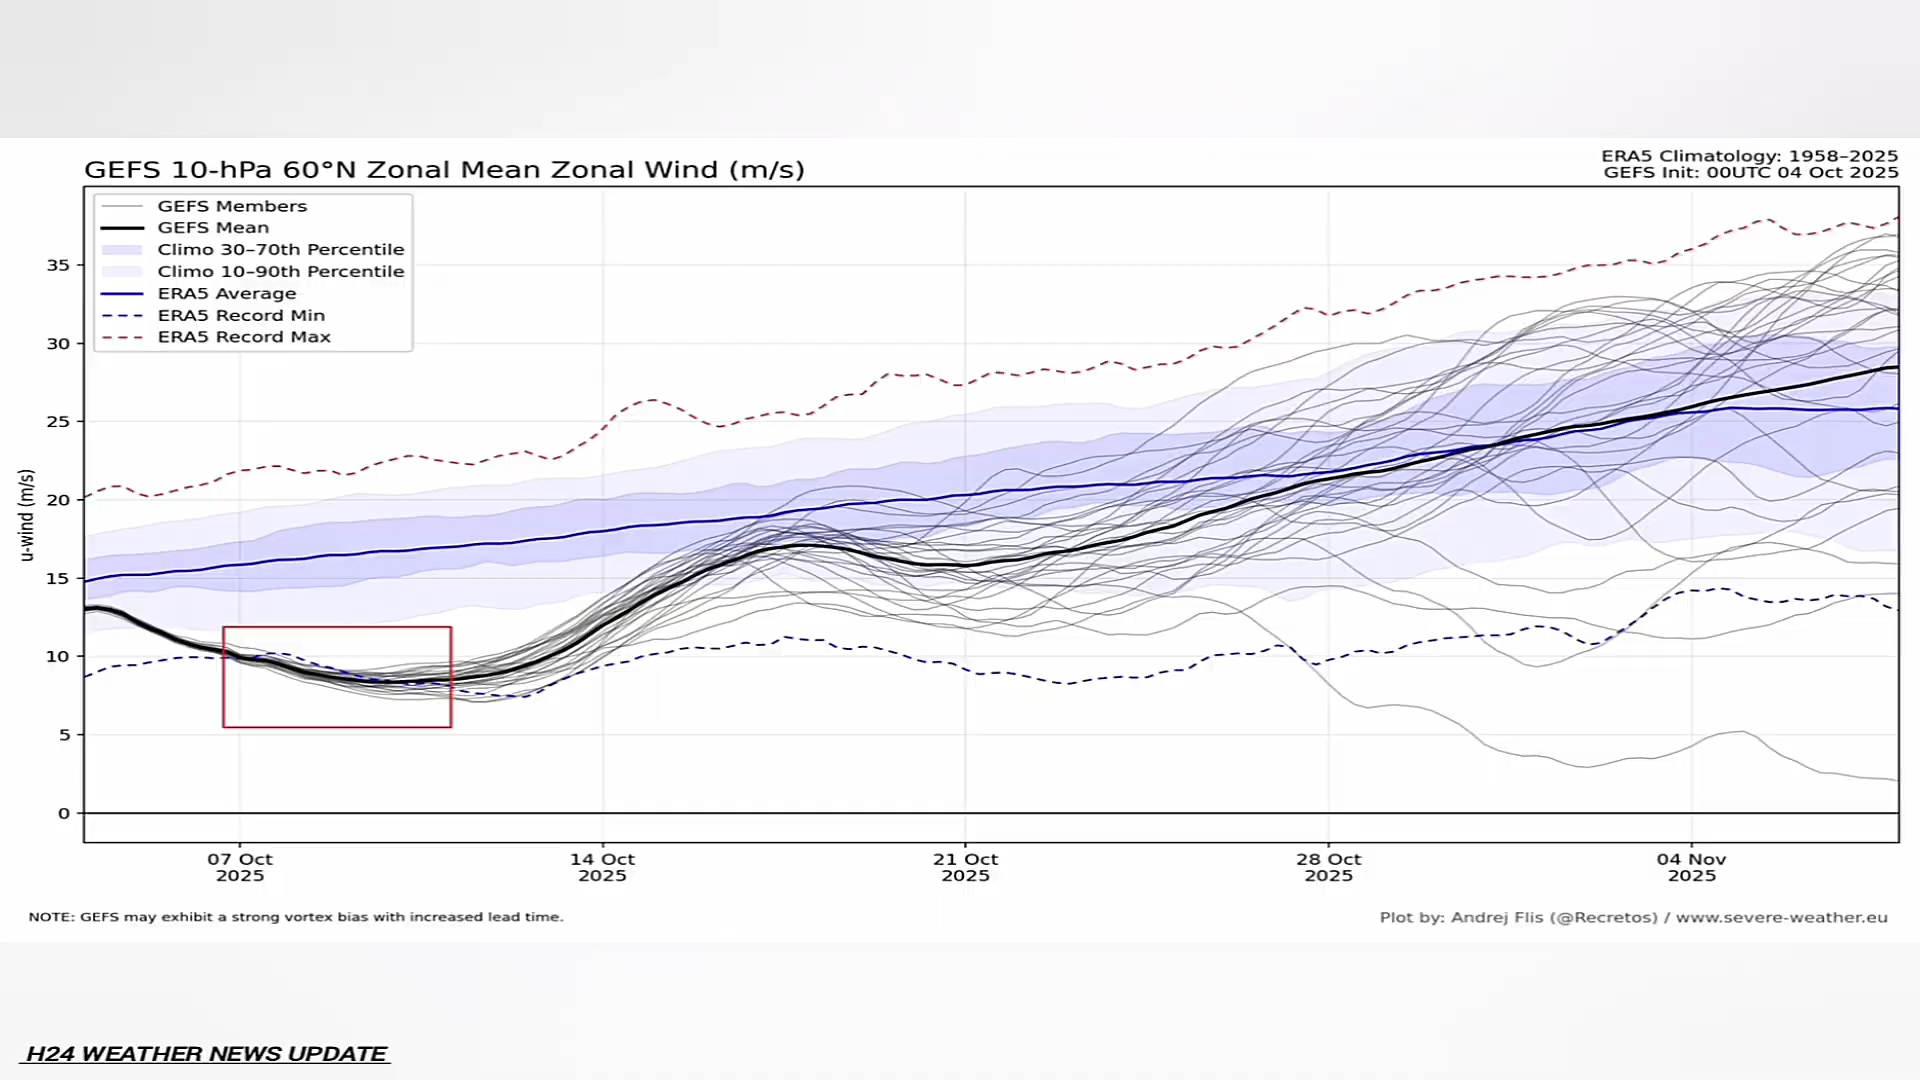 GEFS 10-hPa 60°N Zonal Mean Zonal Wind (m/s)
ERA5 Climatology: 1958–2025
GEFS Init: 00UTC 04 Oct 2025
GEFS Members
GEFS Mean
Climo 30–70th Percentile
Climo 10–90th Percentile
ERA5 Average
ERA5 Record Min
ERA5 Record Max
u-wind (m/s)
35
30
25
20
15
10
5
0
07 Oct
2025
14 Oct
2025
21 Oct
2025
28 Oct
2025
04 Nov
2025
NOTE: GEFS may exhibit a strong vortex bias with increased lead time.
Plot by: Andrej Flis (@Recretos) / www.severe-weather.eu
H24 WEATHER NEWS UPDATE